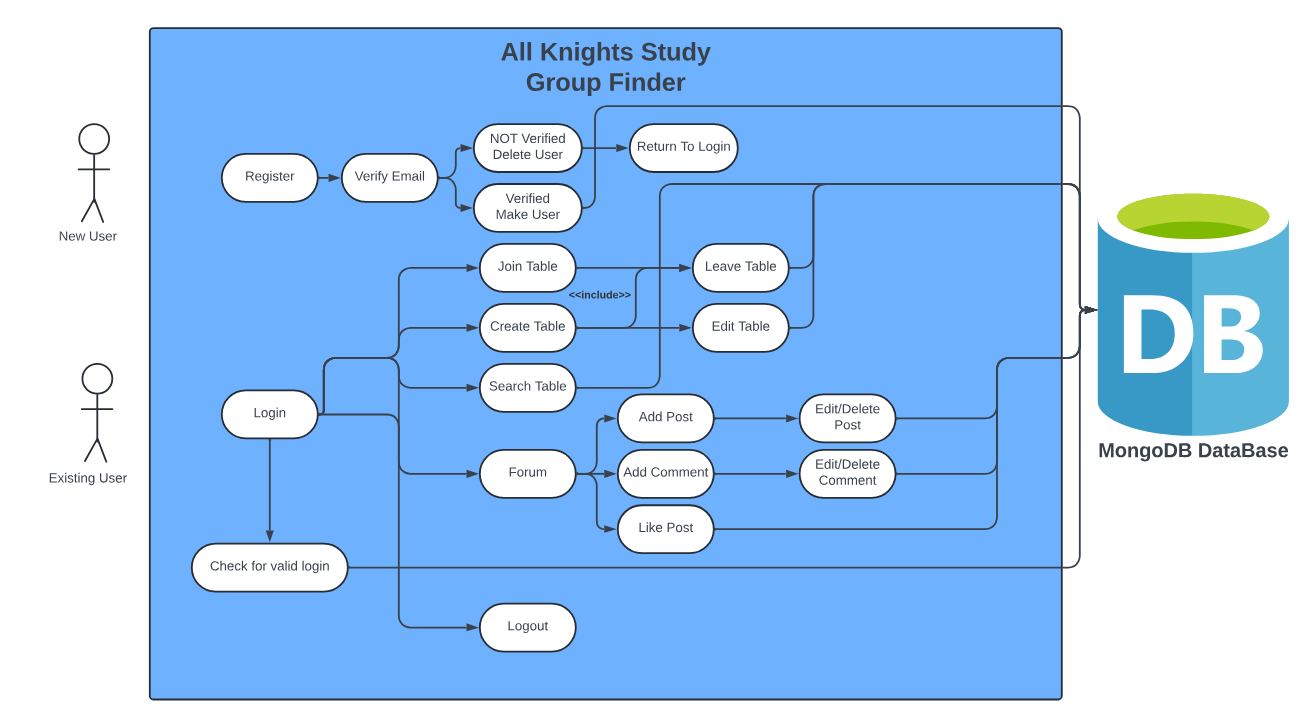 All Knights Study
Group Finder
New User
Register
Verify Email
NOT Verified
Delete User
Return To Login
Verified
Make User
Join Table
Leave Table
<<include>>
Create Table
Edit Table
Search Table
Existing User
Login
Add Post
Edit/Delete
Post
Forum
Add Comment
Edit/Delete
Comment
Like Post
Check for valid login
Logout
DB
MongoDB DataBase